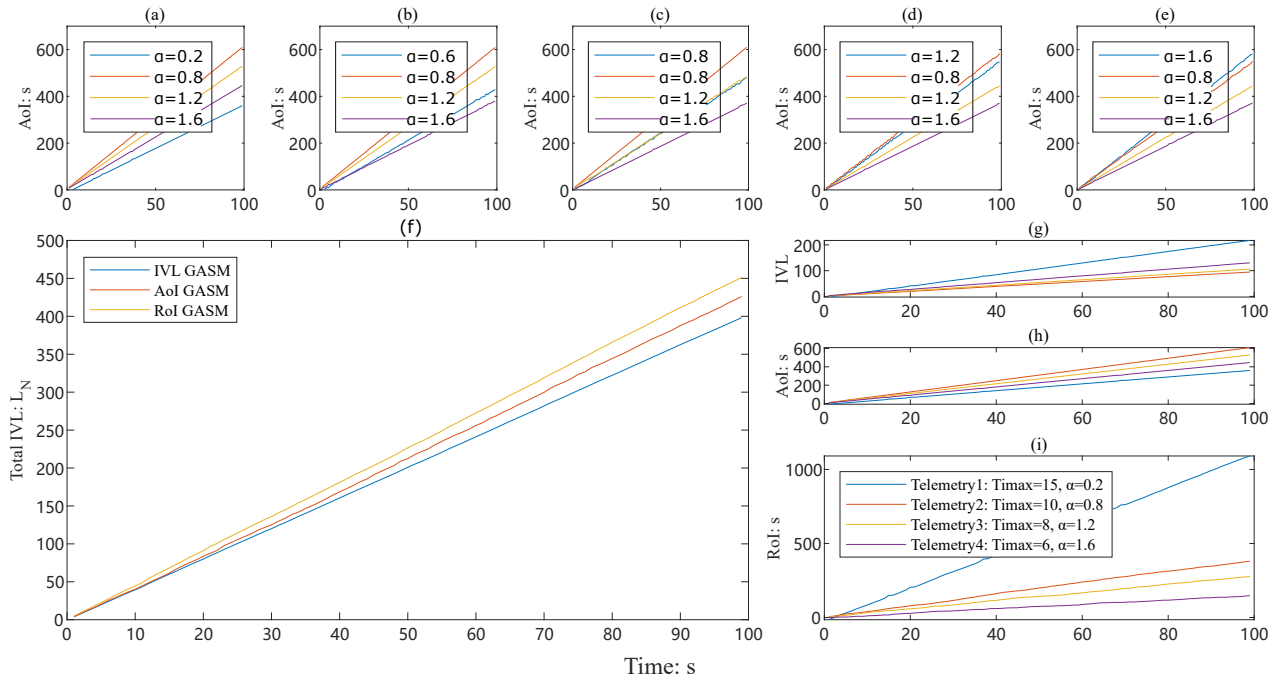 (a)
(b)
(c)
(d)
(e)
AoI: s
600
400
200
0
0
50
100
α=0.2
α=0.8
α=1.2
α=1.6
AoI: s
600
400
200
0
0
50
100
α=0.6
α=0.8
α=1.2
α=1.6
AoI: s
600
400
200
0
0
50
100
α=0.8
α=0.8
α=1.2
α=1.6
AoI: s
600
400
200
0
0
50
100
α=1.2
α=0.8
α=1.2
α=1.6
AoI: s
600
400
200
0
0
50
100
α=1.6
α=0.8
α=1.2
α=1.6
(f)
Total IVL: L_N
500
450
400
350
300
250
200
150
100
50
0
0
10
20
30
40
50
60
70
80
90
100
IVL GASM
AoI GASM
RoI GASM
(g)
IVL
200
100
0
0
20
40
60
80
100
(h)
AoI: s
600
400
200
0
0
20
40
60
80
100
(i)
RoI: s
1000
500
0
0
20
40
60
80
100
Telemetry1: Timax=15, α=0.2
Telemetry2: Timax=10, α=0.8
Telemetry3: Timax=8, α=1.2
Telemetry4: Timax=6, α=1.6
Time: s